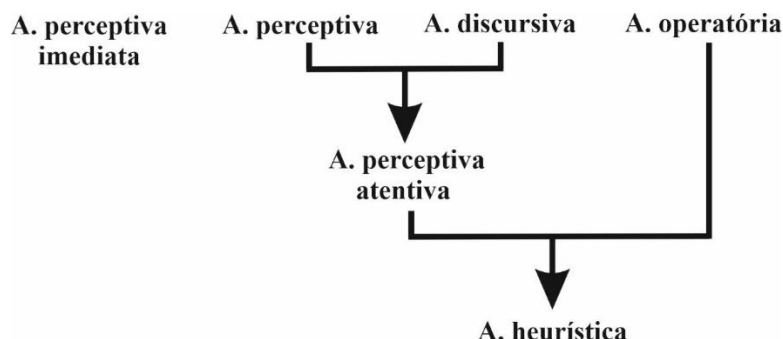 A. perceptiva imediata
A. perceptiva
A. discursiva
A. operatória
A. perceptiva
atentiva
A. heurística